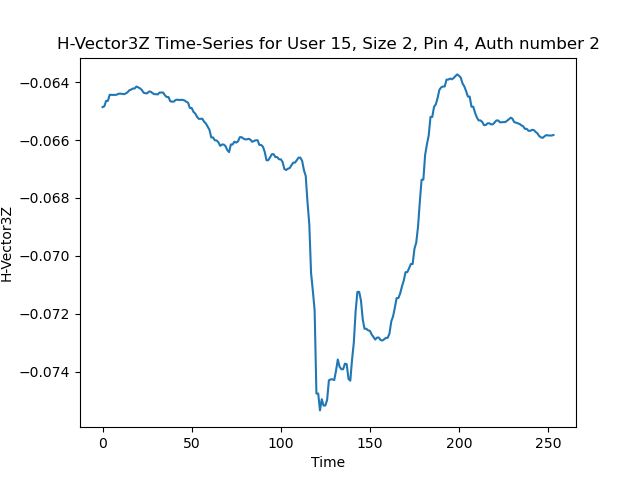 H-Vector3Z Time-Series for User 15, Size 2, Pin 4, Auth number 2
H-Vector3Z
−0.064
−0.066
−0.068
−0.070
−0.072
−0.074
0 50 100 150 200 250
Time